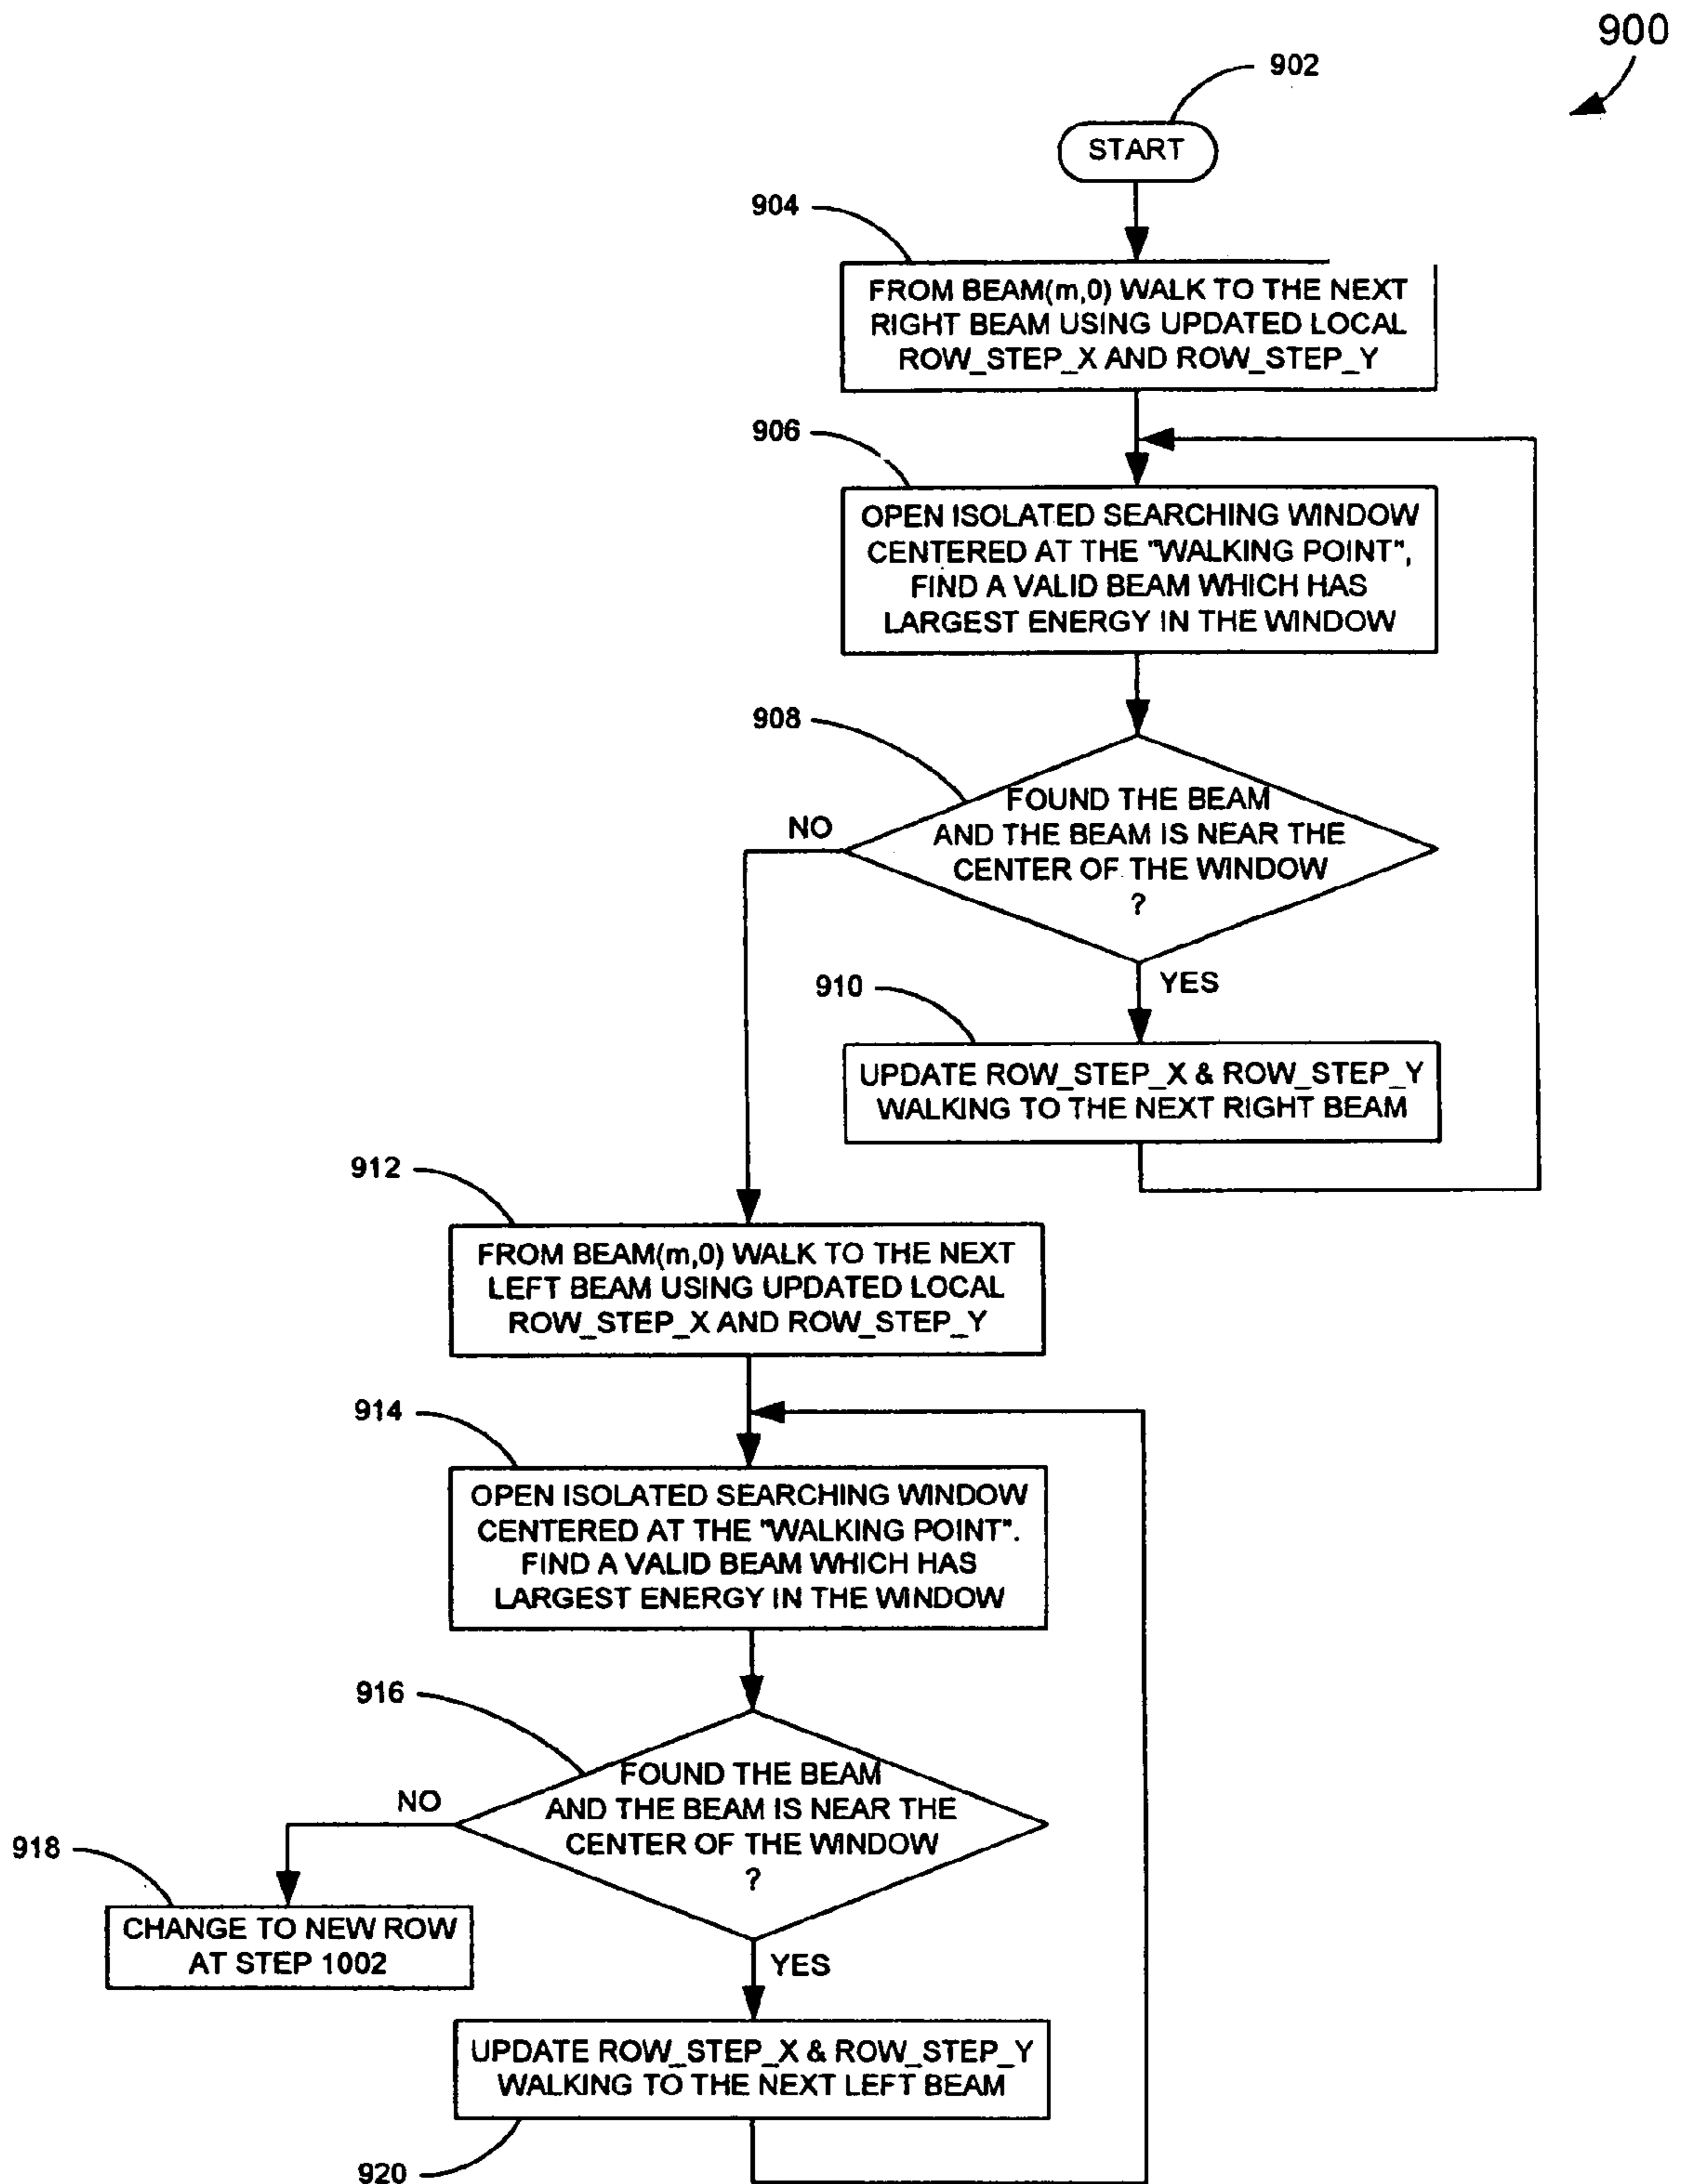 900
902
START
904
FROM BEAM(m,0) WALK TO THE NEXT
RIGHT BEAM USING UPDATED LOCAL
ROW_STEP_X AND ROW_STEP_Y
906
OPEN ISOLATED SEARCHING WINDOW
CENTERED AT THE "WALKING POINT",
FIND A VALID BEAM WHICH HAS
LARGEST ENERGY IN THE WINDOW
908
FOUND THE BEAM
AND THE BEAM IS NEAR THE
CENTER OF THE WINDOW
?
NO
YES
910
UPDATE ROW_STEP_X & ROW_STEP_Y
WALKING TO THE NEXT RIGHT BEAM
912
FROM BEAM(m,0) WALK TO THE NEXT
LEFT BEAM USING UPDATED LOCAL
ROW_STEP_X AND ROW_STEP_Y
914
OPEN ISOLATED SEARCHING WINDOW
CENTERED AT THE "WALKING POINT".
FIND A VALID BEAM WHICH HAS
LARGEST ENERGY IN THE WINDOW
916
FOUND THE BEAM
AND THE BEAM IS NEAR THE
CENTER OF THE WINDOW
?
NO
918
CHANGE TO NEW ROW
AT STEP 1002
YES
UPDATE ROW_STEP_X & ROW_STEP_Y
WALKING TO THE NEXT LEFT BEAM
920